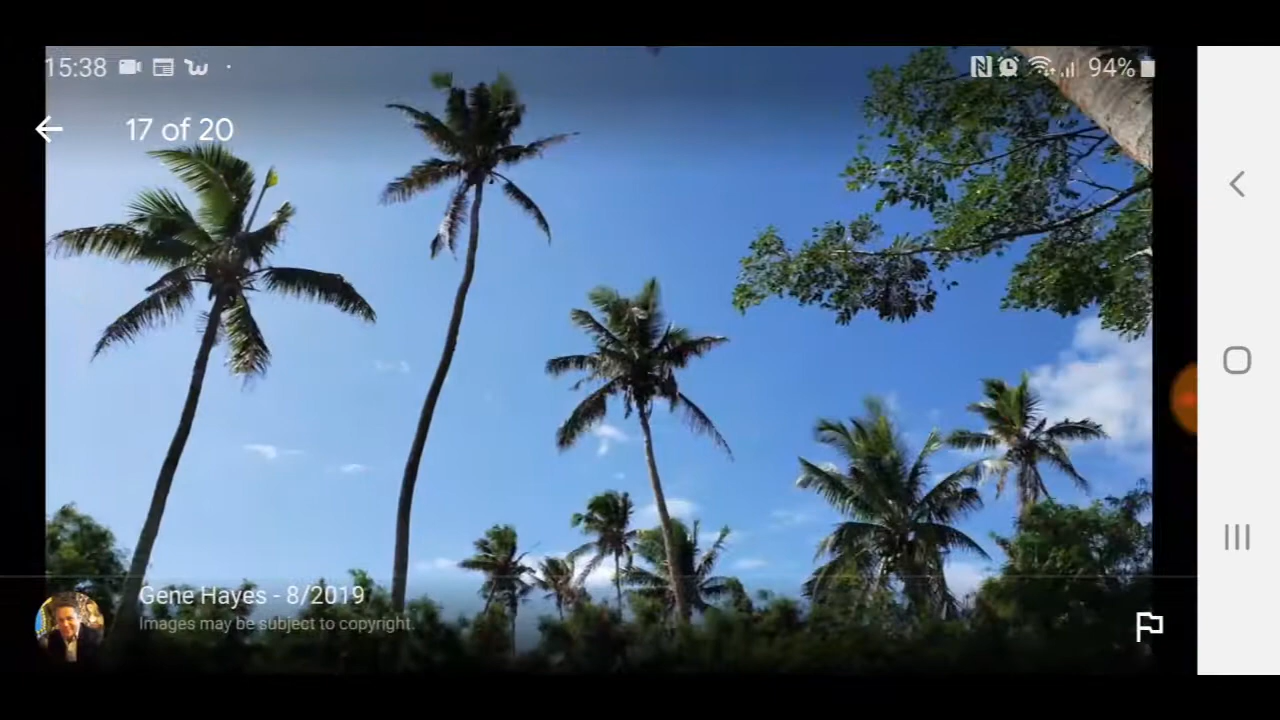 15:38
94%
17 of 20
Gene Hayes - 8/2019
Images may be subject to copyright.